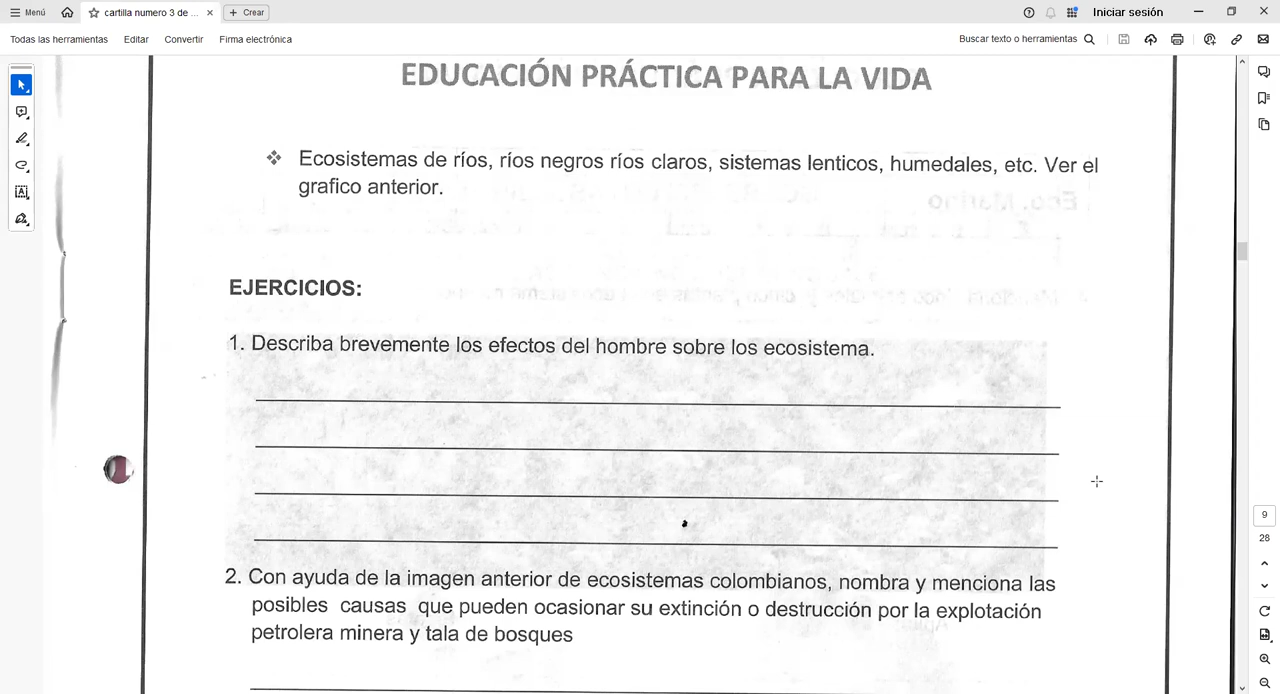 Menú
cartilla numero 3 de ...
Crear
Iniciar sesión
Todas las herramientas
Editar
Convertir
Firma electrónica
Buscar texto o herramientas
EDUCACIÓN PRÁCTICA PARA LA VIDA
❖ Ecosistemas de ríos, ríos negros ríos claros, sistemas lenticos, humedales, etc. Ver el
grafico anterior.
EJERCICIOS:
1. Describa brevemente los efectos del hombre sobre los ecosistema.
2. Con ayuda de la imagen anterior de ecosistemas colombianos, nombra y menciona las
posibles causas que pueden ocasionar su extinción o destrucción por la explotación
petrolera minera y tala de bosques
9
28